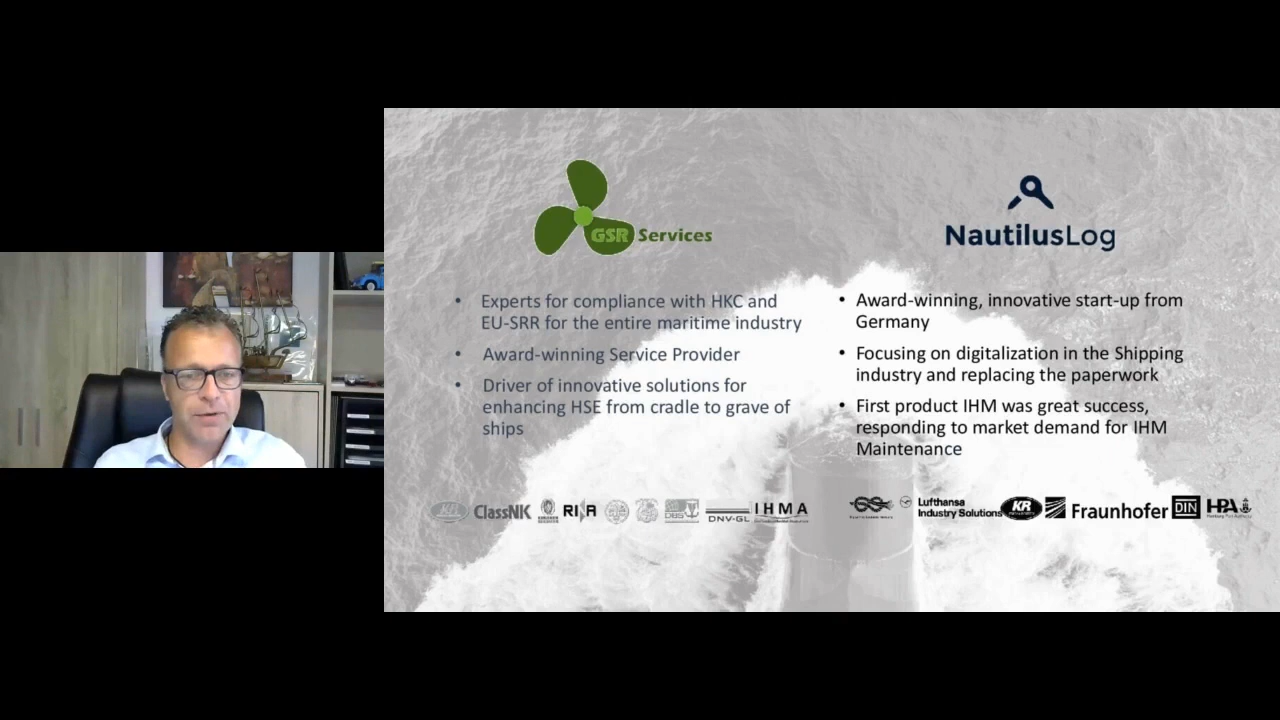 GSR Services
• Experts for compliance with HKC and
EU-SRR for the entire maritime industry
• Award-winning Service Provider
• Driver of innovative solutions for
enhancing HSE from cradle to grave of
ships
KR ClassNK RINA DBS DNV·GL IHMA
NautilusLog
• Award-winning, innovative start-up from
Germany
• Focusing on digitalization in the Shipping
industry and replacing the paperwork
• First product IHM was great success,
responding to market demand for IHM
Maintenance
Lufthansa
Industry Solutions
KR Fraunhofer DIN HPA